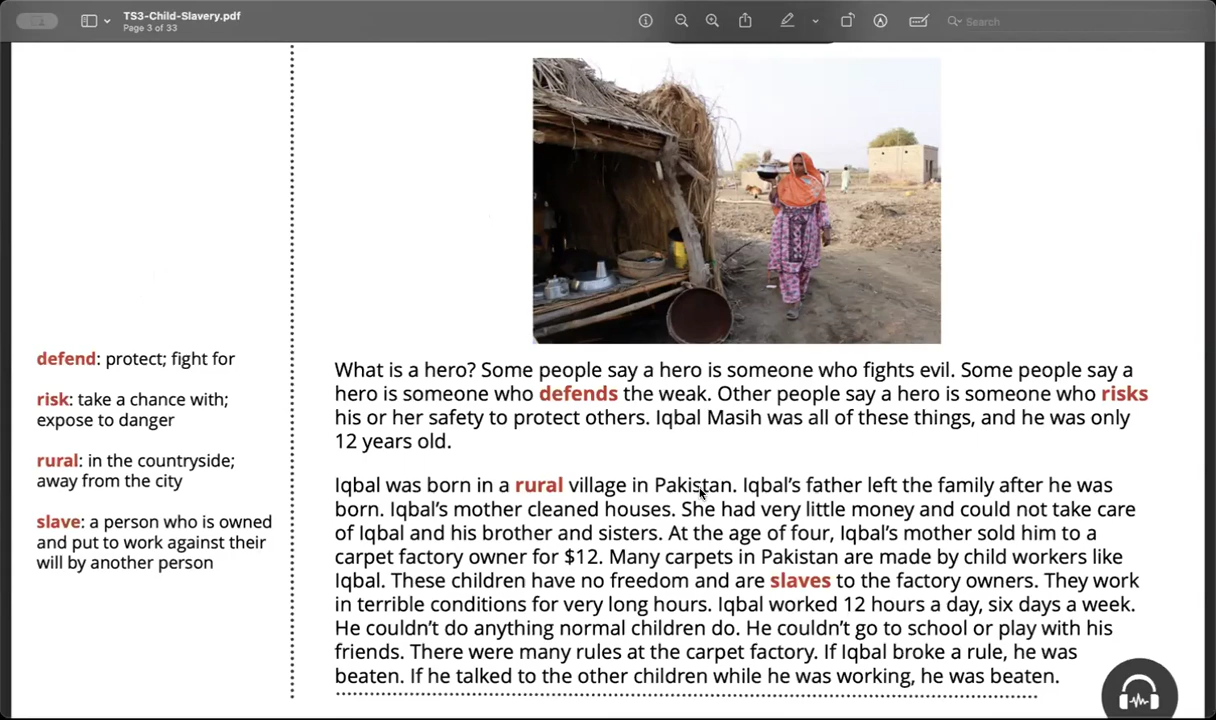 TS3-Child-Slavery.pdf
Page 3 of 33
Search
defend: protect; fight for
risk: take a chance with;
expose to danger
rural: in the countryside;
away from the city
slave: a person who is owned
and put to work against their
will by another person
What is a hero? Some people say a hero is someone who fights evil. Some people say a
hero is someone who defends the weak. Other people say a hero is someone who risks
his or her safety to protect others. Iqbal Masih was all of these things, and he was only
12 years old.
Iqbal was born in a rural village in Pakistan. Iqbal’s father left the family after he was
born. Iqbal’s mother cleaned houses. She had very little money and could not take care
of Iqbal and his brother and sisters. At the age of four, Iqbal’s mother sold him to a
carpet factory owner for $12. Many carpets in Pakistan are made by child workers like
Iqbal. These children have no freedom and are slaves to the factory owners. They work
in terrible conditions for very long hours. Iqbal worked 12 hours a day, six days a week.
He couldn’t do anything normal children do. He couldn’t go to school or play with his
friends. There were many rules at the carpet factory. If Iqbal broke a rule, he was
beaten. If he talked to the other children while he was working, he was beaten.